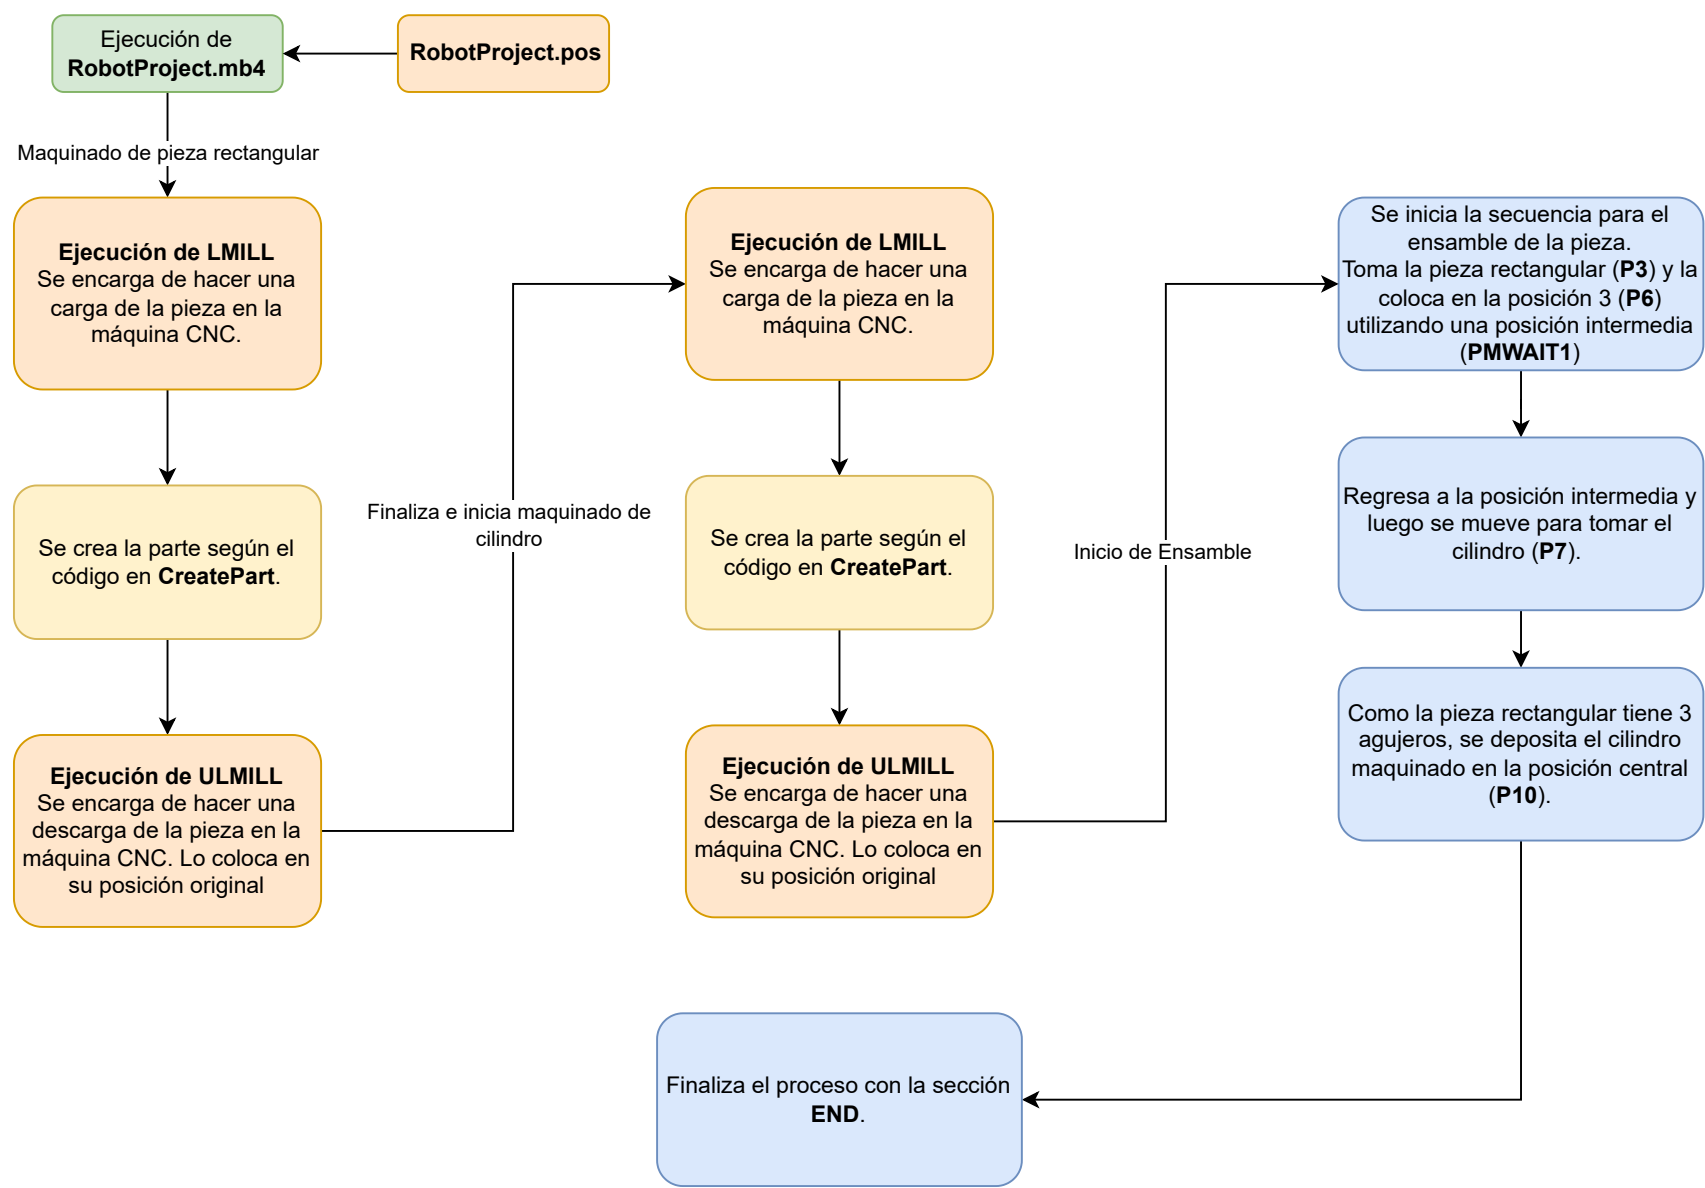 Ejecución de
RobotProject.mb4
RobotProject.pos
Maquinado de pieza rectangular
Ejecución de LMILL
Se encarga de hacer una
carga de la pieza en la
máquina CNC.
Se crea la parte según el
código en CreatePart.
Ejecución de ULMILL
Se encarga de hacer una
descarga de la pieza en la
máquina CNC. Lo coloca en
su posición original
Finaliza e inicia maquinado de
cilindro
Ejecución de LMILL
Se encarga de hacer una
carga de la pieza en la
máquina CNC.
Se crea la parte según el
código en CreatePart.
Ejecución de ULMILL
Se encarga de hacer una
descarga de la pieza en la
máquina CNC. Lo coloca en
su posición original
Inicio de Ensamble
Se inicia la secuencia para el
ensamble de la pieza.
Toma la pieza rectangular (P3) y la
coloca en la posición 3 (P6)
utilizando una posición intermedia
(PMWAIT1)
Regresa a la posición intermedia y
luego se mueve para tomar el
cilindro (P7).
Como la pieza rectangular tiene 3
agujeros, se deposita el cilindro
maquinado en la posición central
(P10).
Finaliza el proceso con la sección
END.